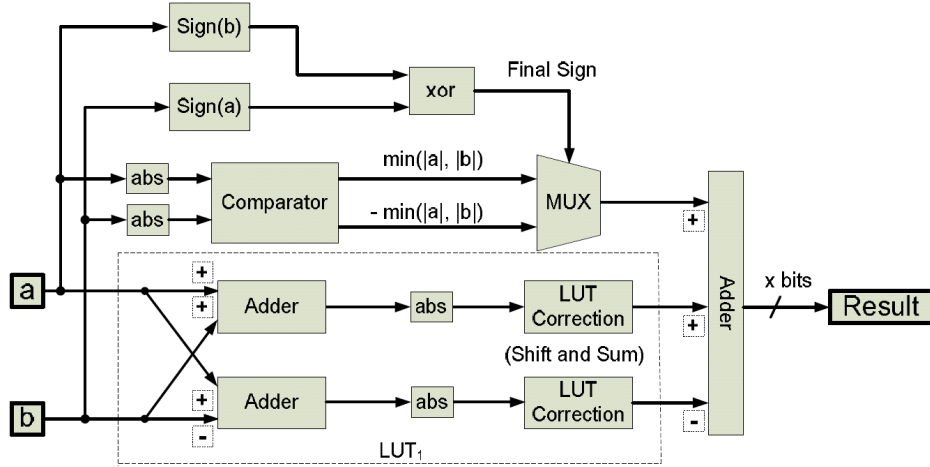 Sign(b)
Final Sign
xor
Sign(a)
min(|a|, |b|)
abs
Comparator
MUX
abs
- min(|a|, |b|)
+
a
+
+
Adder
abs
LUT
Correction
+
Adder
x bits
Result
(Shift and Sum)
b
+
-
Adder
abs
LUT
Correction
-
LUT₁